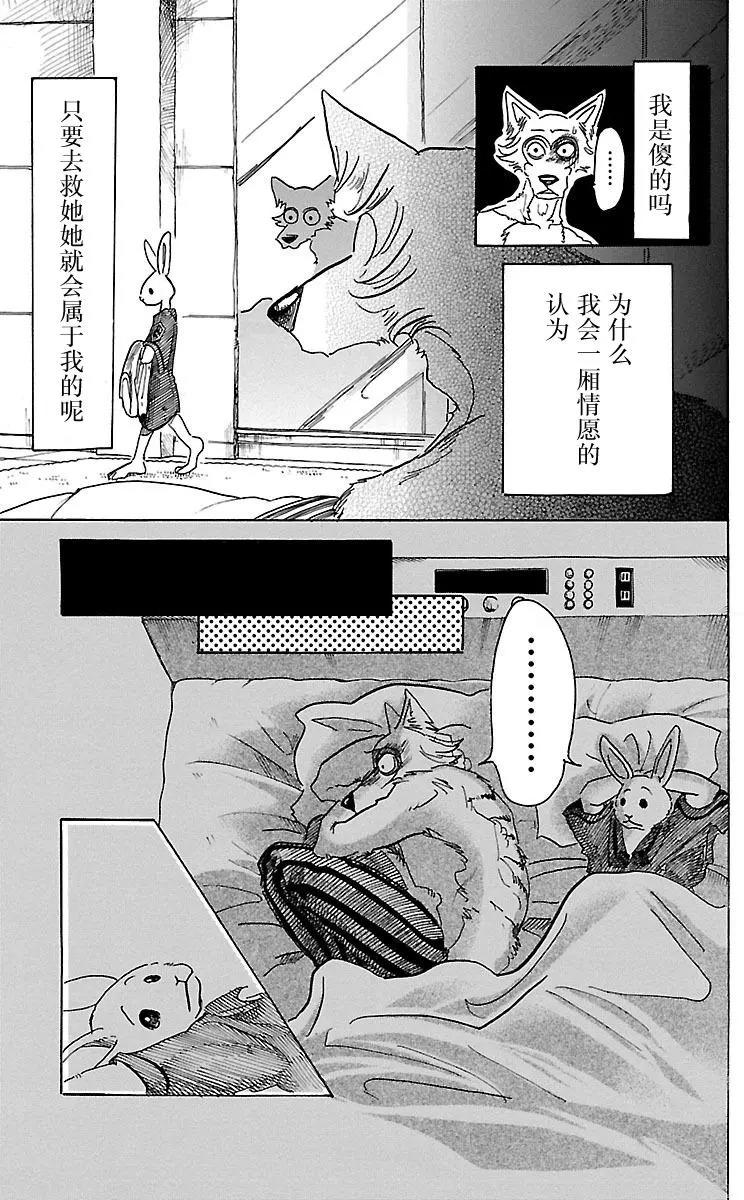 我是傻的吗
……
为什么
我会一厢情愿的
认为
只要去救她她就会属于我的呢
…………